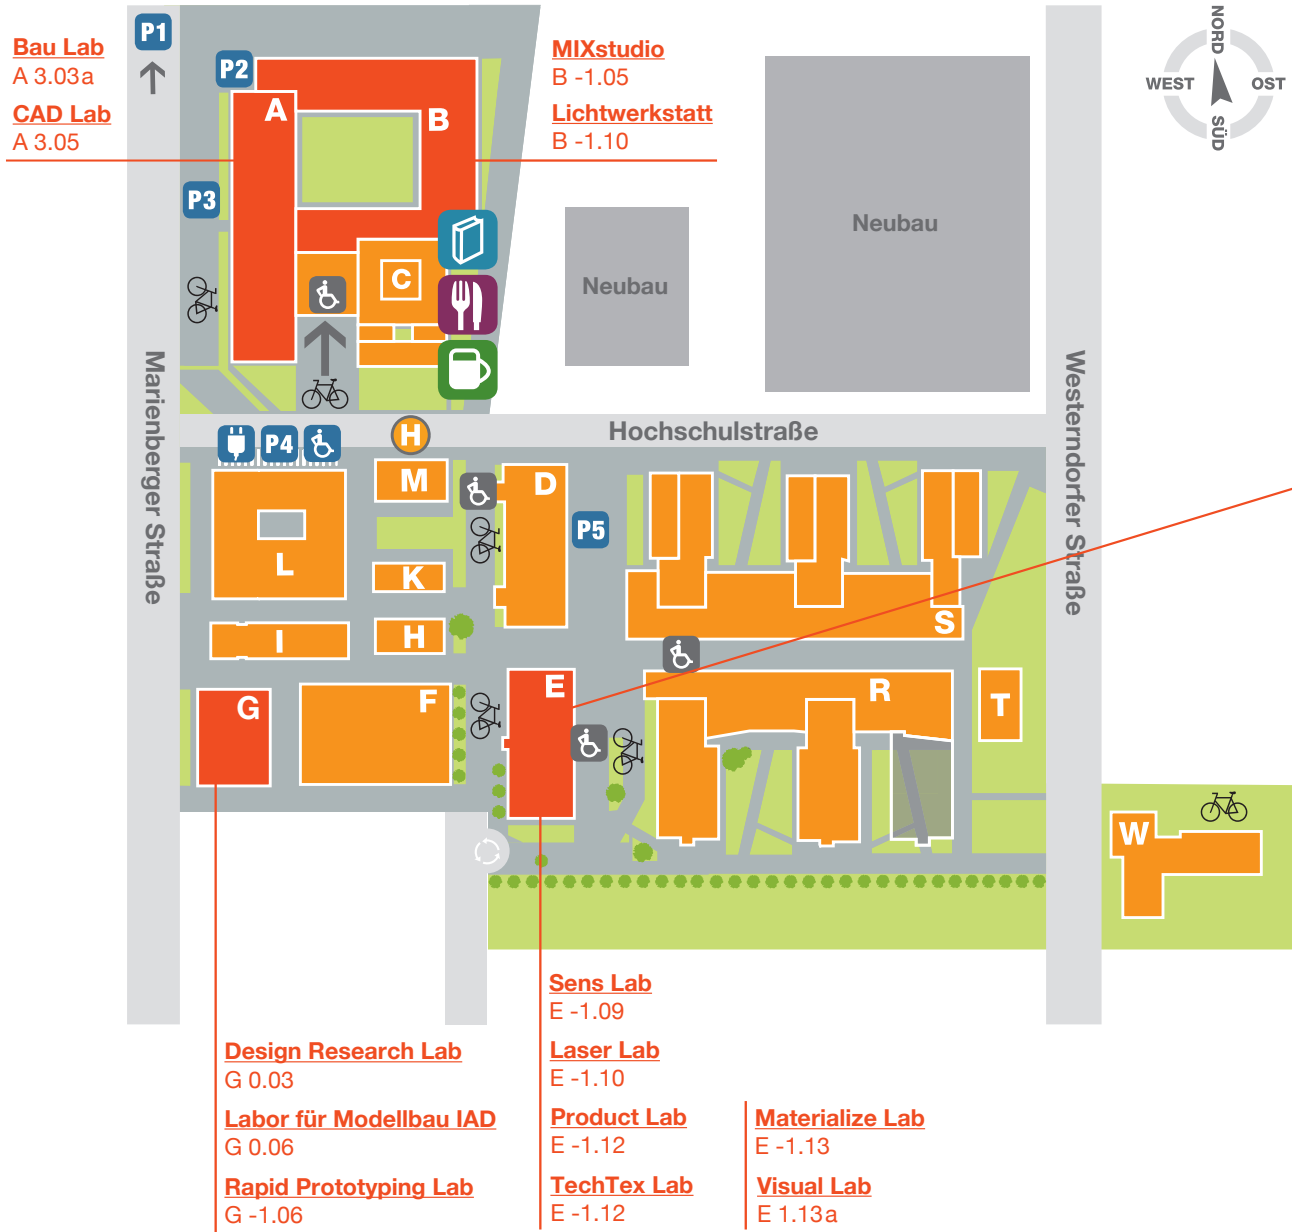 P1
Bau Lab
A 3.03a
CAD Lab
A 3.05
P2
A
B
MIXstudio
B -1.05
Lichtwerkstatt
B -1.10
NORD
WEST
OST
SÜD
P3
C
Neubau
Neubau
Marienberger Straße
Westerndorfer Straße
Hochschulstraße
P4
H
M
D
P5
L
K
I
H
S
G
F
E
R
T
W
Sens Lab
E -1.09
Laser Lab
E -1.10
Product Lab
E -1.12
TechTex Lab
E -1.12
Materialize Lab
E -1.13
Visual Lab
E 1.13a
Design Research Lab
G 0.03
Labor für Modellbau IAD
G 0.06
Rapid Prototyping Lab
G -1.06